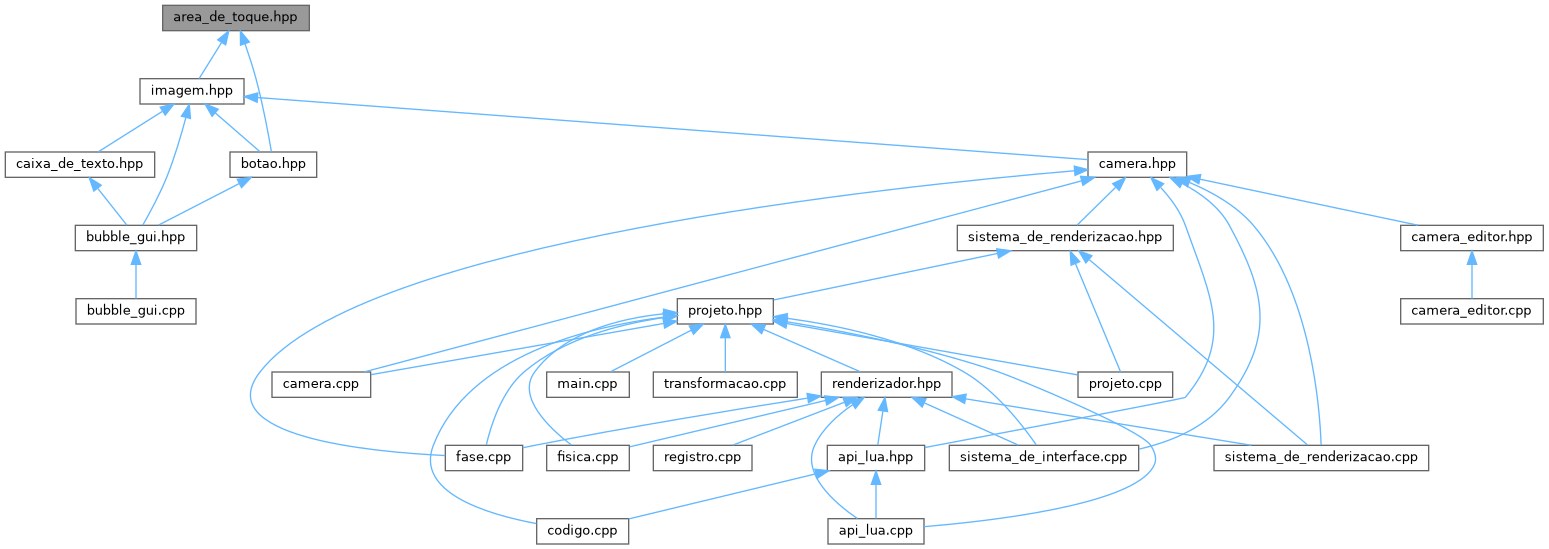 area_de_toque.hpp
imagem.hpp
caixa_de_texto.hpp
botao.hpp
camera.hpp
bubble_gui.hpp
sistema_de_renderizacao.hpp
camera_editor.hpp
bubble_gui.cpp
projeto.hpp
camera_editor.cpp
camera.cpp
main.cpp
transformacao.cpp
renderizador.hpp
projeto.cpp
fase.cpp
fisica.cpp
registro.cpp
api_lua.hpp
sistema_de_interface.cpp
sistema_de_renderizacao.cpp
codigo.cpp
api_lua.cpp